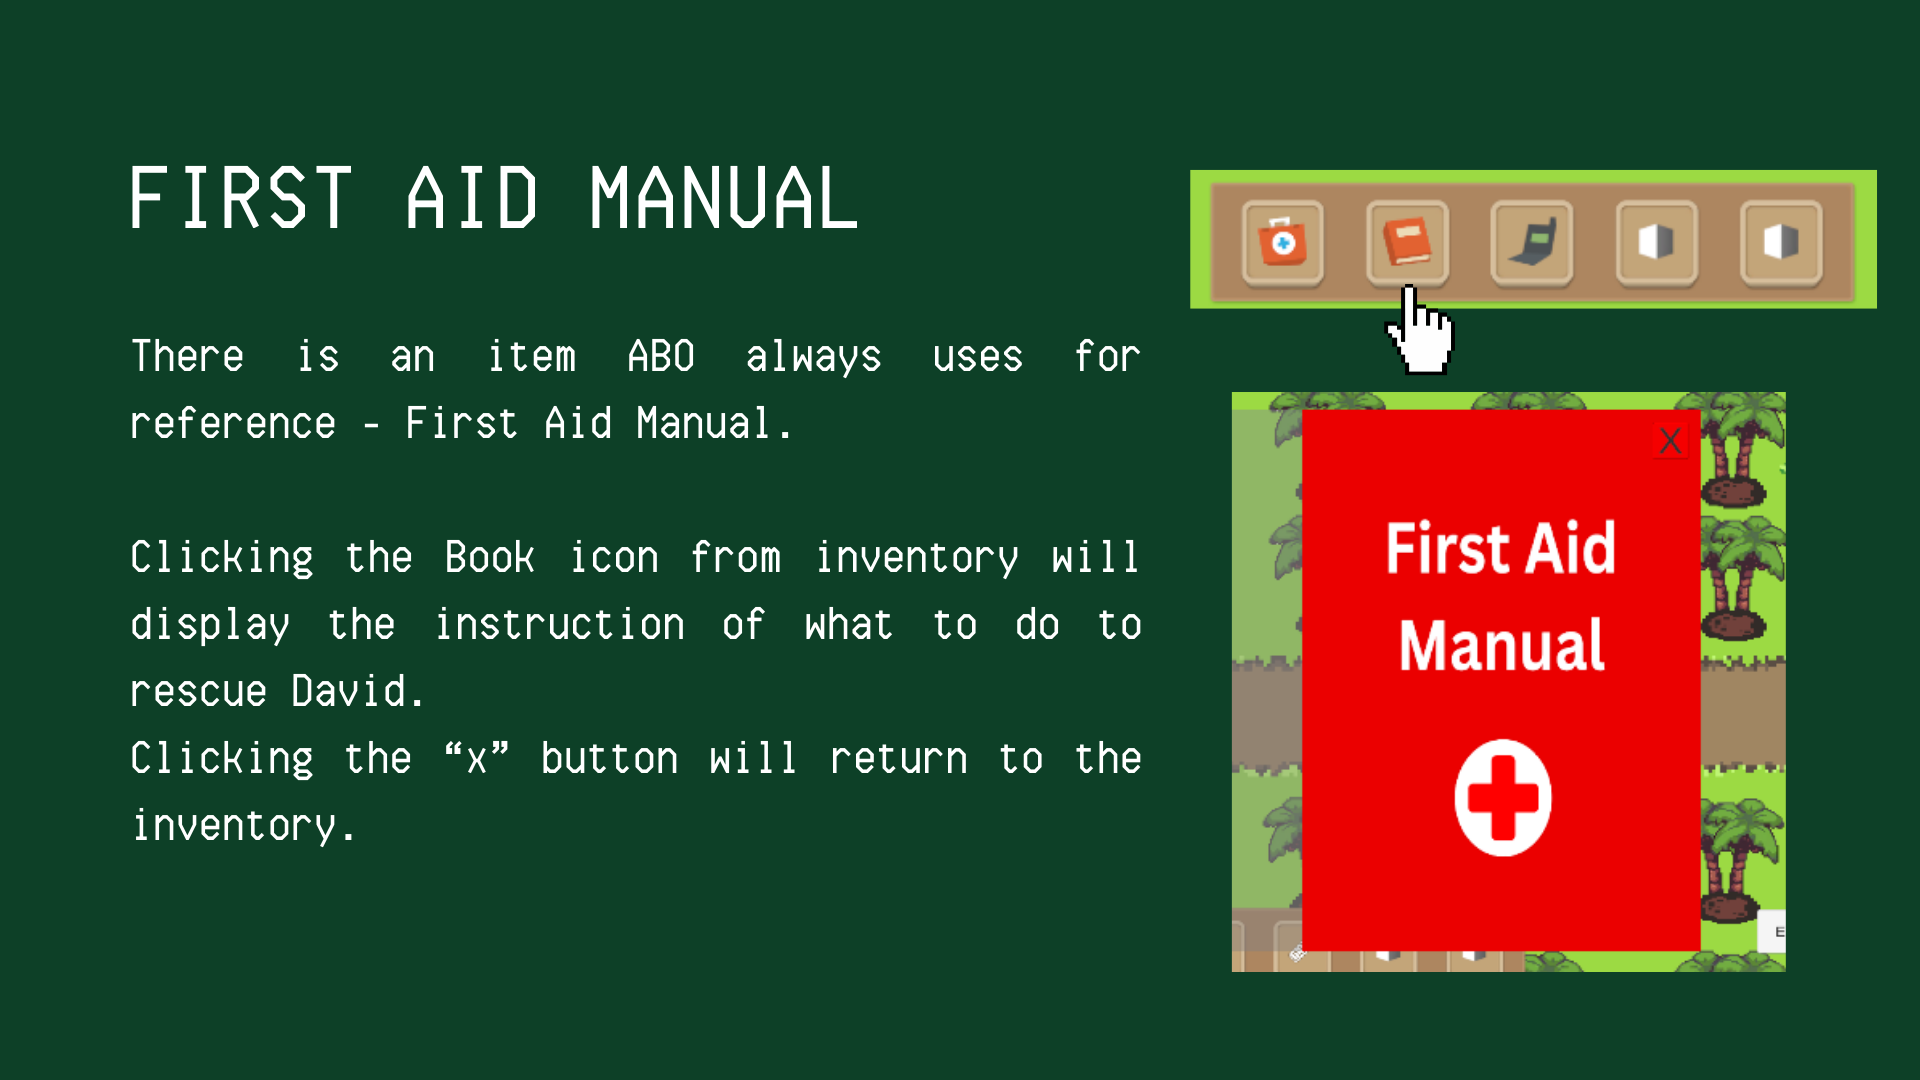 FIRST AID MANUAL
There is an item ABO always uses for
reference - First Aid Manual.
Clicking the Book icon from inventory will
display the instruction of what to do to
rescue David.
Clicking the “x” button will return to the
inventory.
X
First Aid
Manual
E